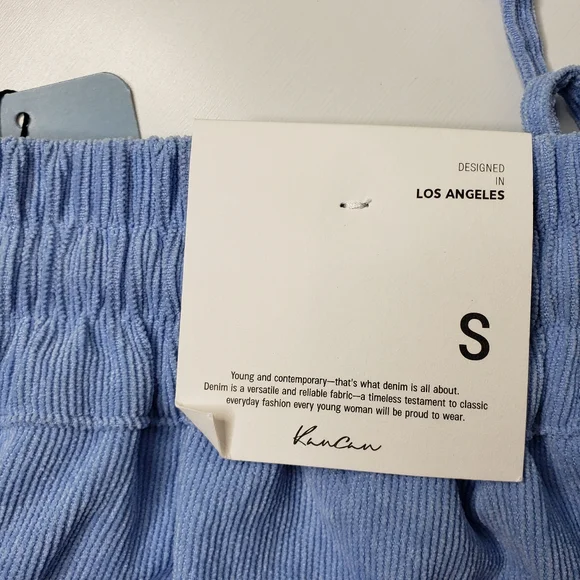 DESIGNED
IN
LOS ANGELES
S
Young and contemporary—that's what denim is all about.
Denim is a versatile and reliable fabric—a timeless testament to classic
everyday fashion every young woman will be proud to wear.
KanCan